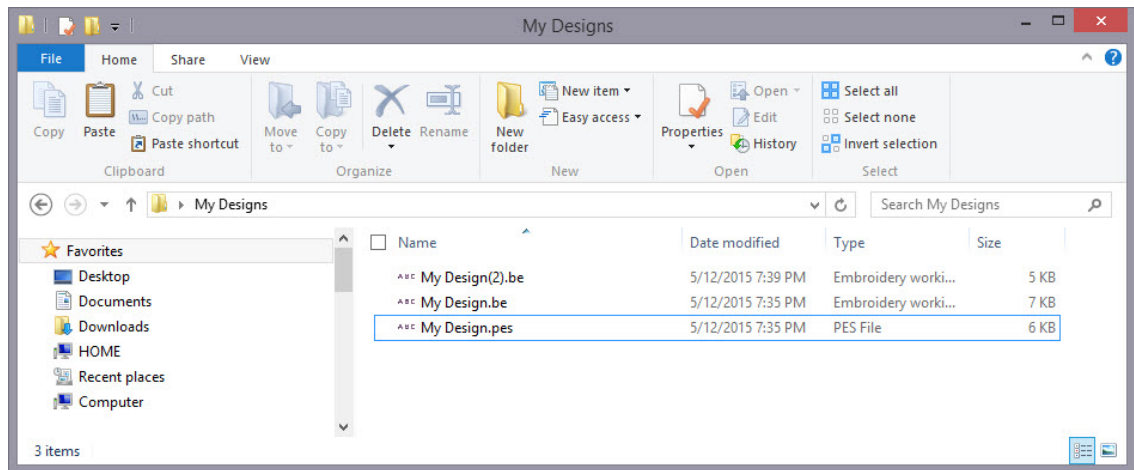 My Designs
File Home Share View
Copy
Paste
Cut
Copy path
Paste shortcut
Clipboard
Move to
Copy to
Delete
Rename
Organize
New folder
New item
Easy access
New
Properties
Open
Edit
History
Open
Select all
Select none
Invert selection
Select
My Designs
Search My Designs
Favorites
Desktop
Documents
Downloads
HOME
Recent places
Computer
Name Date modified Type Size
ABC My Design(2).be 5/12/2015 7:39 PM Embroidery worki... 5 KB
ABC My Design.be 5/12/2015 7:35 PM Embroidery worki... 7 KB
ABC My Design.pes 5/12/2015 7:35 PM PES File 6 KB
3 items